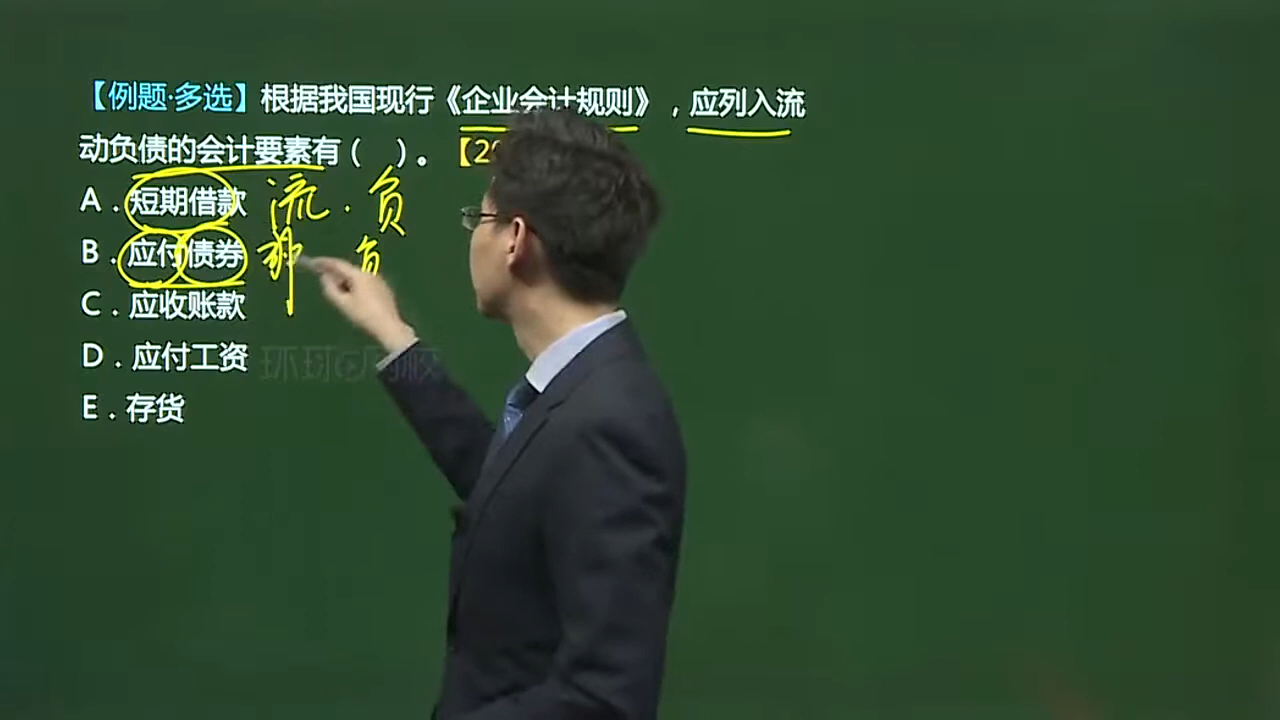 【例题·多选】根据我国现行《企业会计规则》，应列入流
动负债的会计要素有（　）。【20
A．短期借款 流．负
B．应付债券 非 负
C．应收账款
D．应付工资
E．存货